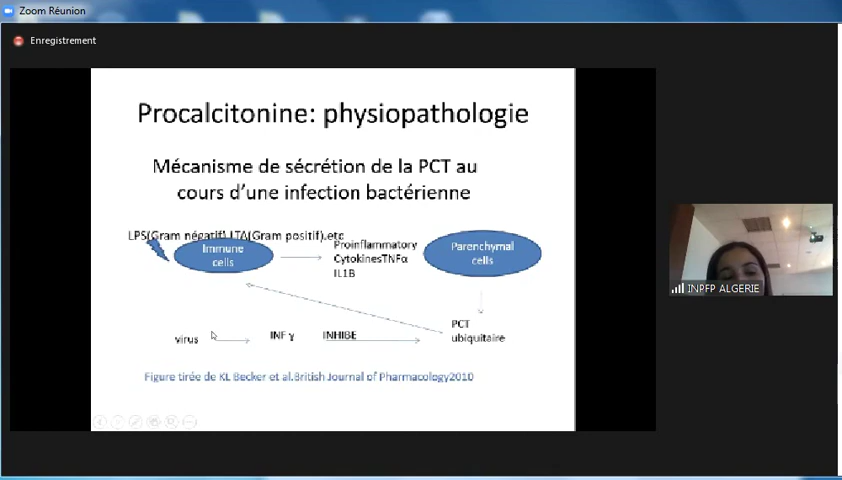 Zoom Réunion
Enregistrement
Procalcitonine: physiopathologie
Mécanisme de sécrétion de la PCT au
cours d'une infection bactérienne
LPS(Gram négatif),LTA(Gram positif).etc
Immune
cells
Proinflammatory
CytokinesTNFα
IL1B
Parenchymal
cells
PCT
ubiquitaire
virus
INF γ
INHIBE
Figure tirée de KL Becker et al.British Journal of Pharmacology2010
INPFP ALGERIE